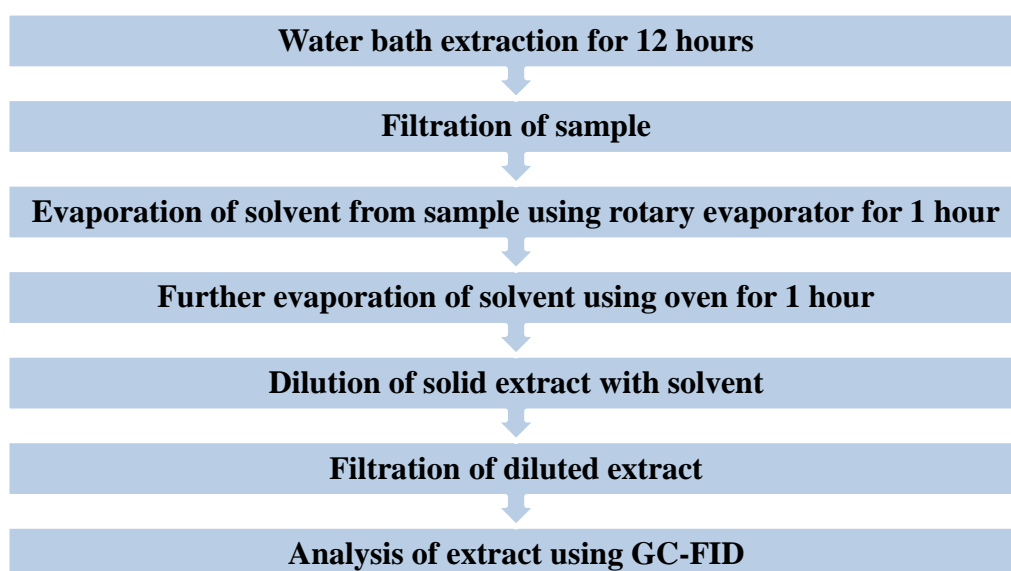 Water bath extraction for 12 hours
Filtration of sample
Evaporation of solvent from sample using rotary evaporator for 1 hour
Further evaporation of solvent using oven for 1 hour
Dilution of solid extract with solvent
Filtration of diluted extract
Analysis of extract using GC-FID